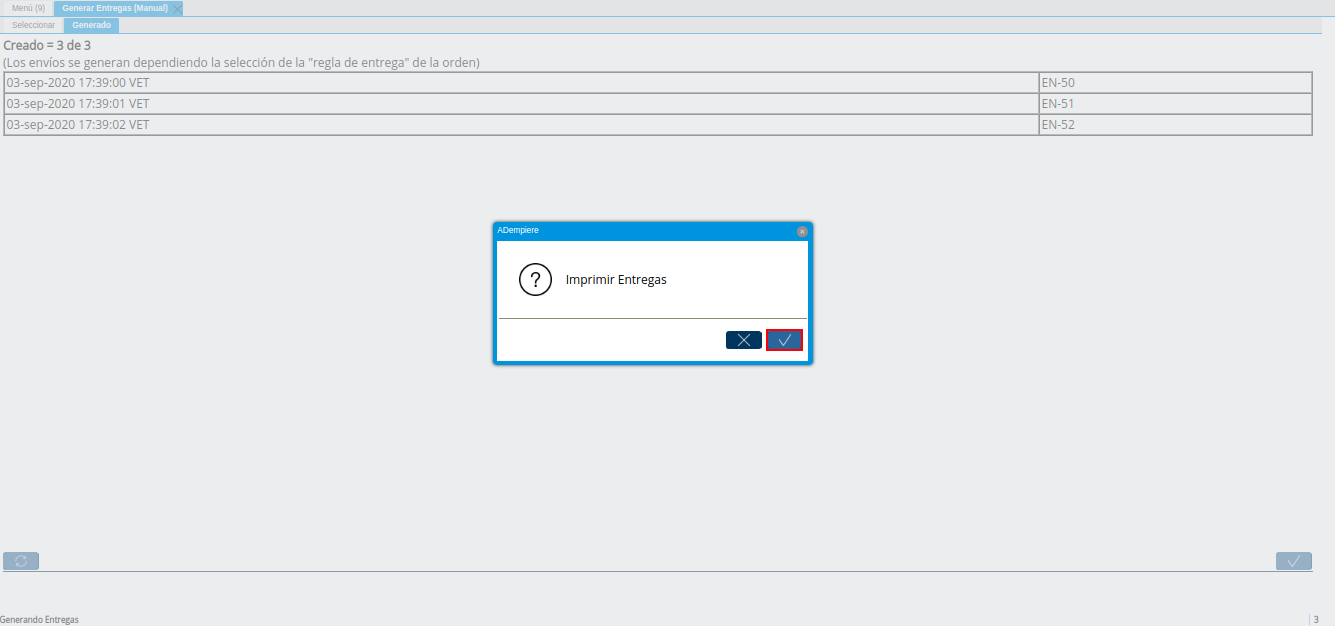 Menú (9) Generar Entregas (Manual)
Seleccionar Generado
Creado = 3 de 3
(Los envíos se generan dependiendo la selección de la "regla de entrega" de la orden)
03-sep-2020 17:39:00 VET EN-50
03-sep-2020 17:39:01 VET EN-51
03-sep-2020 17:39:02 VET EN-52
ADempiere
? Imprimir Entregas
Generando Entregas 3